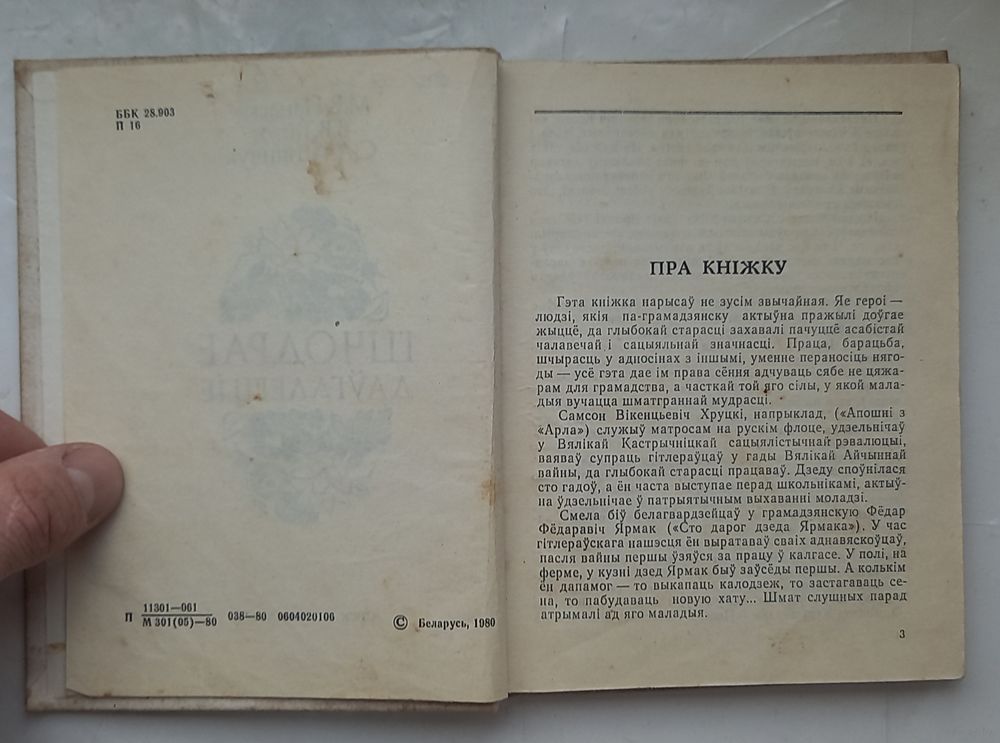 ББК 28.903
П 16
П 11301—061
М 301(05)—80 038—80 0604020106
© Беларусь, 1980
ПРА КНІЖКУ
Гэта кніжка нарысаў не зусім звычайная. Яе героі —
людзі, якія па-грамадзянску актыўна пражылі доўгае
жыццё, да глыбокай старасці захавалі пачуццё асабістай
чалавечай і сацыяльнай значнасці. Праца, барацьба,
шчырасць у адносінах з іншымі, уменне пераносіць няго-
ды — усё гэта дае ім права сёння адчуваць сябе не цяжа-
рам для грамадства, а часткай той яго сілы, у якой мала-
дыя вучацца шматграннай мудрасці.
Самсон Вікенцьевіч Хруцкі, напрыклад, («Апошні з
«Арла») служыў матросам на рускім флоце, удзельнічаў
у Вялікай Кастрычніцкай сацыялістычнай рэвалюцыі,
ваяваў супраць гітлераўцаў у гады Вялікай Айчыннай
вайны, да глыбокай старасці працаваў. Дзеду споўнілася
сто гадоў, а ён часта выступае перад школьнікамі, актыў-
на ўдзельнічае ў патрыятычным выхаванні моладзі.
Смела біў белагвардзейцаў у грамадзянскую Фёдар
Фёдаравіч Ярмак («Сто дарог дзеда Ярмака»). У час
гітлераўскага нашэсця ён выратаваў сваіх аднавяскоўцаў,
пасля вайны першы ўзяўся за працу ў калгасе. У полі, на
ферме, у кузні дзед Ярмак быў заўсёды першы. А колькім
ён дапамог — то выкапаць калодзеж, то застагаваць се-
на, то пабудаваць новую хату... Шмат слушных парад
атрымалі ад яго маладыя.
3